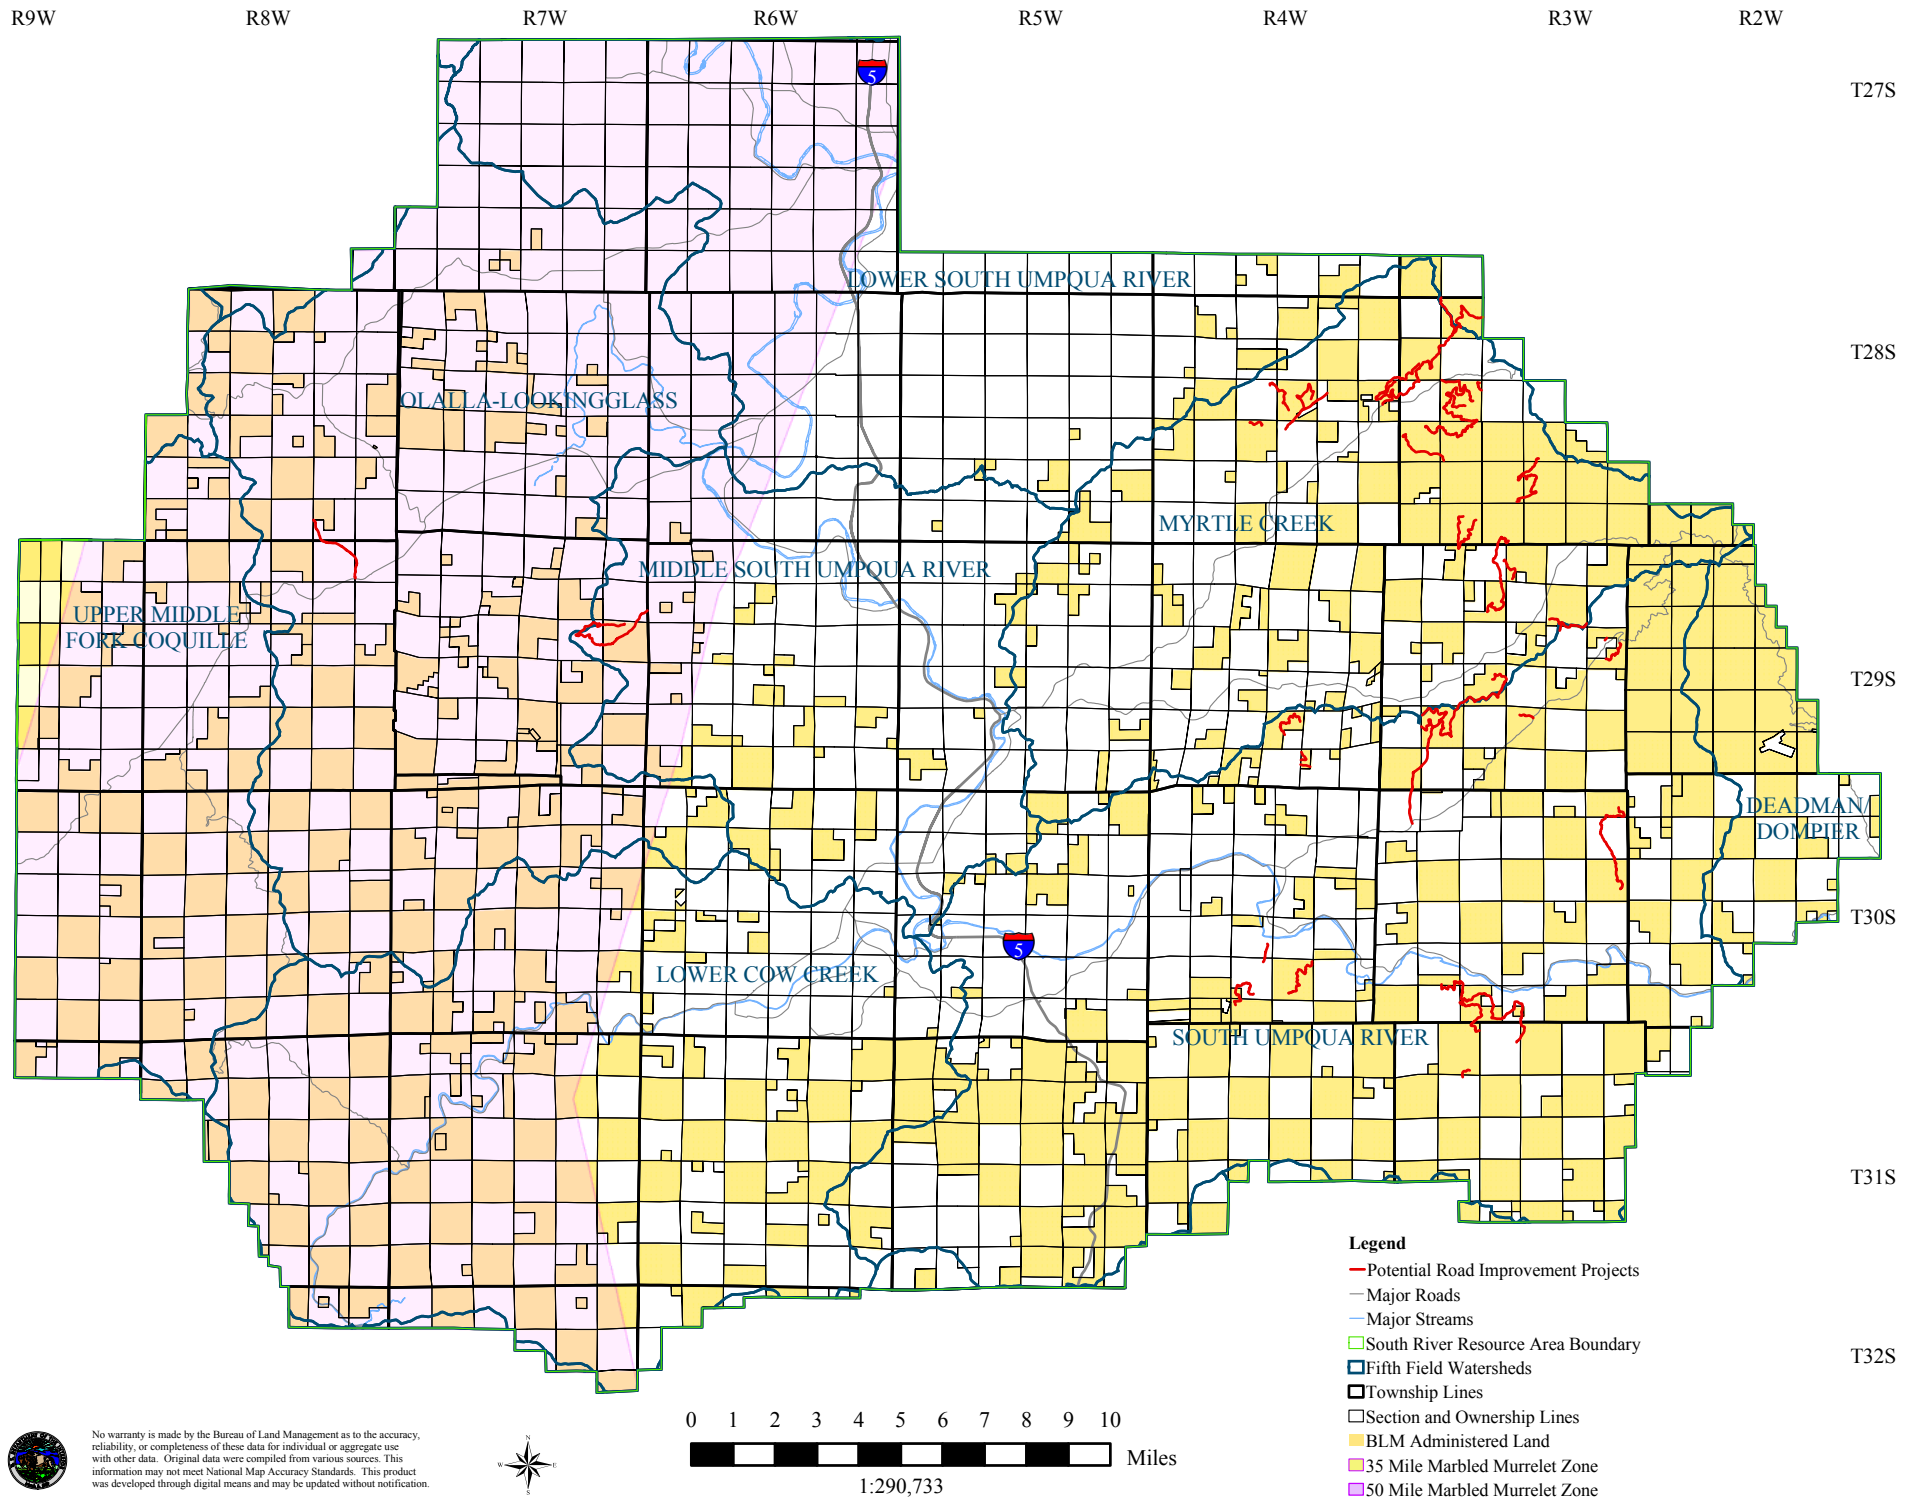 R9W R8W R7W R6W R5W R4W R3W R2W
T27S
T28S
T29S
T30S
T31S
T32S
5
LOWER SOUTH UMPQUA RIVER
OLALLA-LOOKINGGLASS
MYRTLE CREEK
MIDDLE SOUTH UMPQUA RIVER
UPPER MIDDLE
FORK COQUILLE
DEADMAN/
DOMPIER
5
LOWER COW CREEK
SOUTH UMPQUA RIVER
Legend
Potential Road Improvement Projects
Major Roads
Major Streams
South River Resource Area Boundary
Fifth Field Watersheds
Township Lines
Section and Ownership Lines
BLM Administered Land
35 Mile Marbled Murrelet Zone
50 Mile Marbled Murrelet Zone
No warranty is made by the Bureau of Land Management as to the accuracy,
reliability, or completeness of these data for individual or aggregate use
with other data. Original data were compiled from various sources. This
information may not meet National Map Accuracy Standards. This product
was developed through digital means and may be updated without notification.
N
W E
S
0 1 2 3 4 5 6 7 8 9 10
Miles
1:290,733